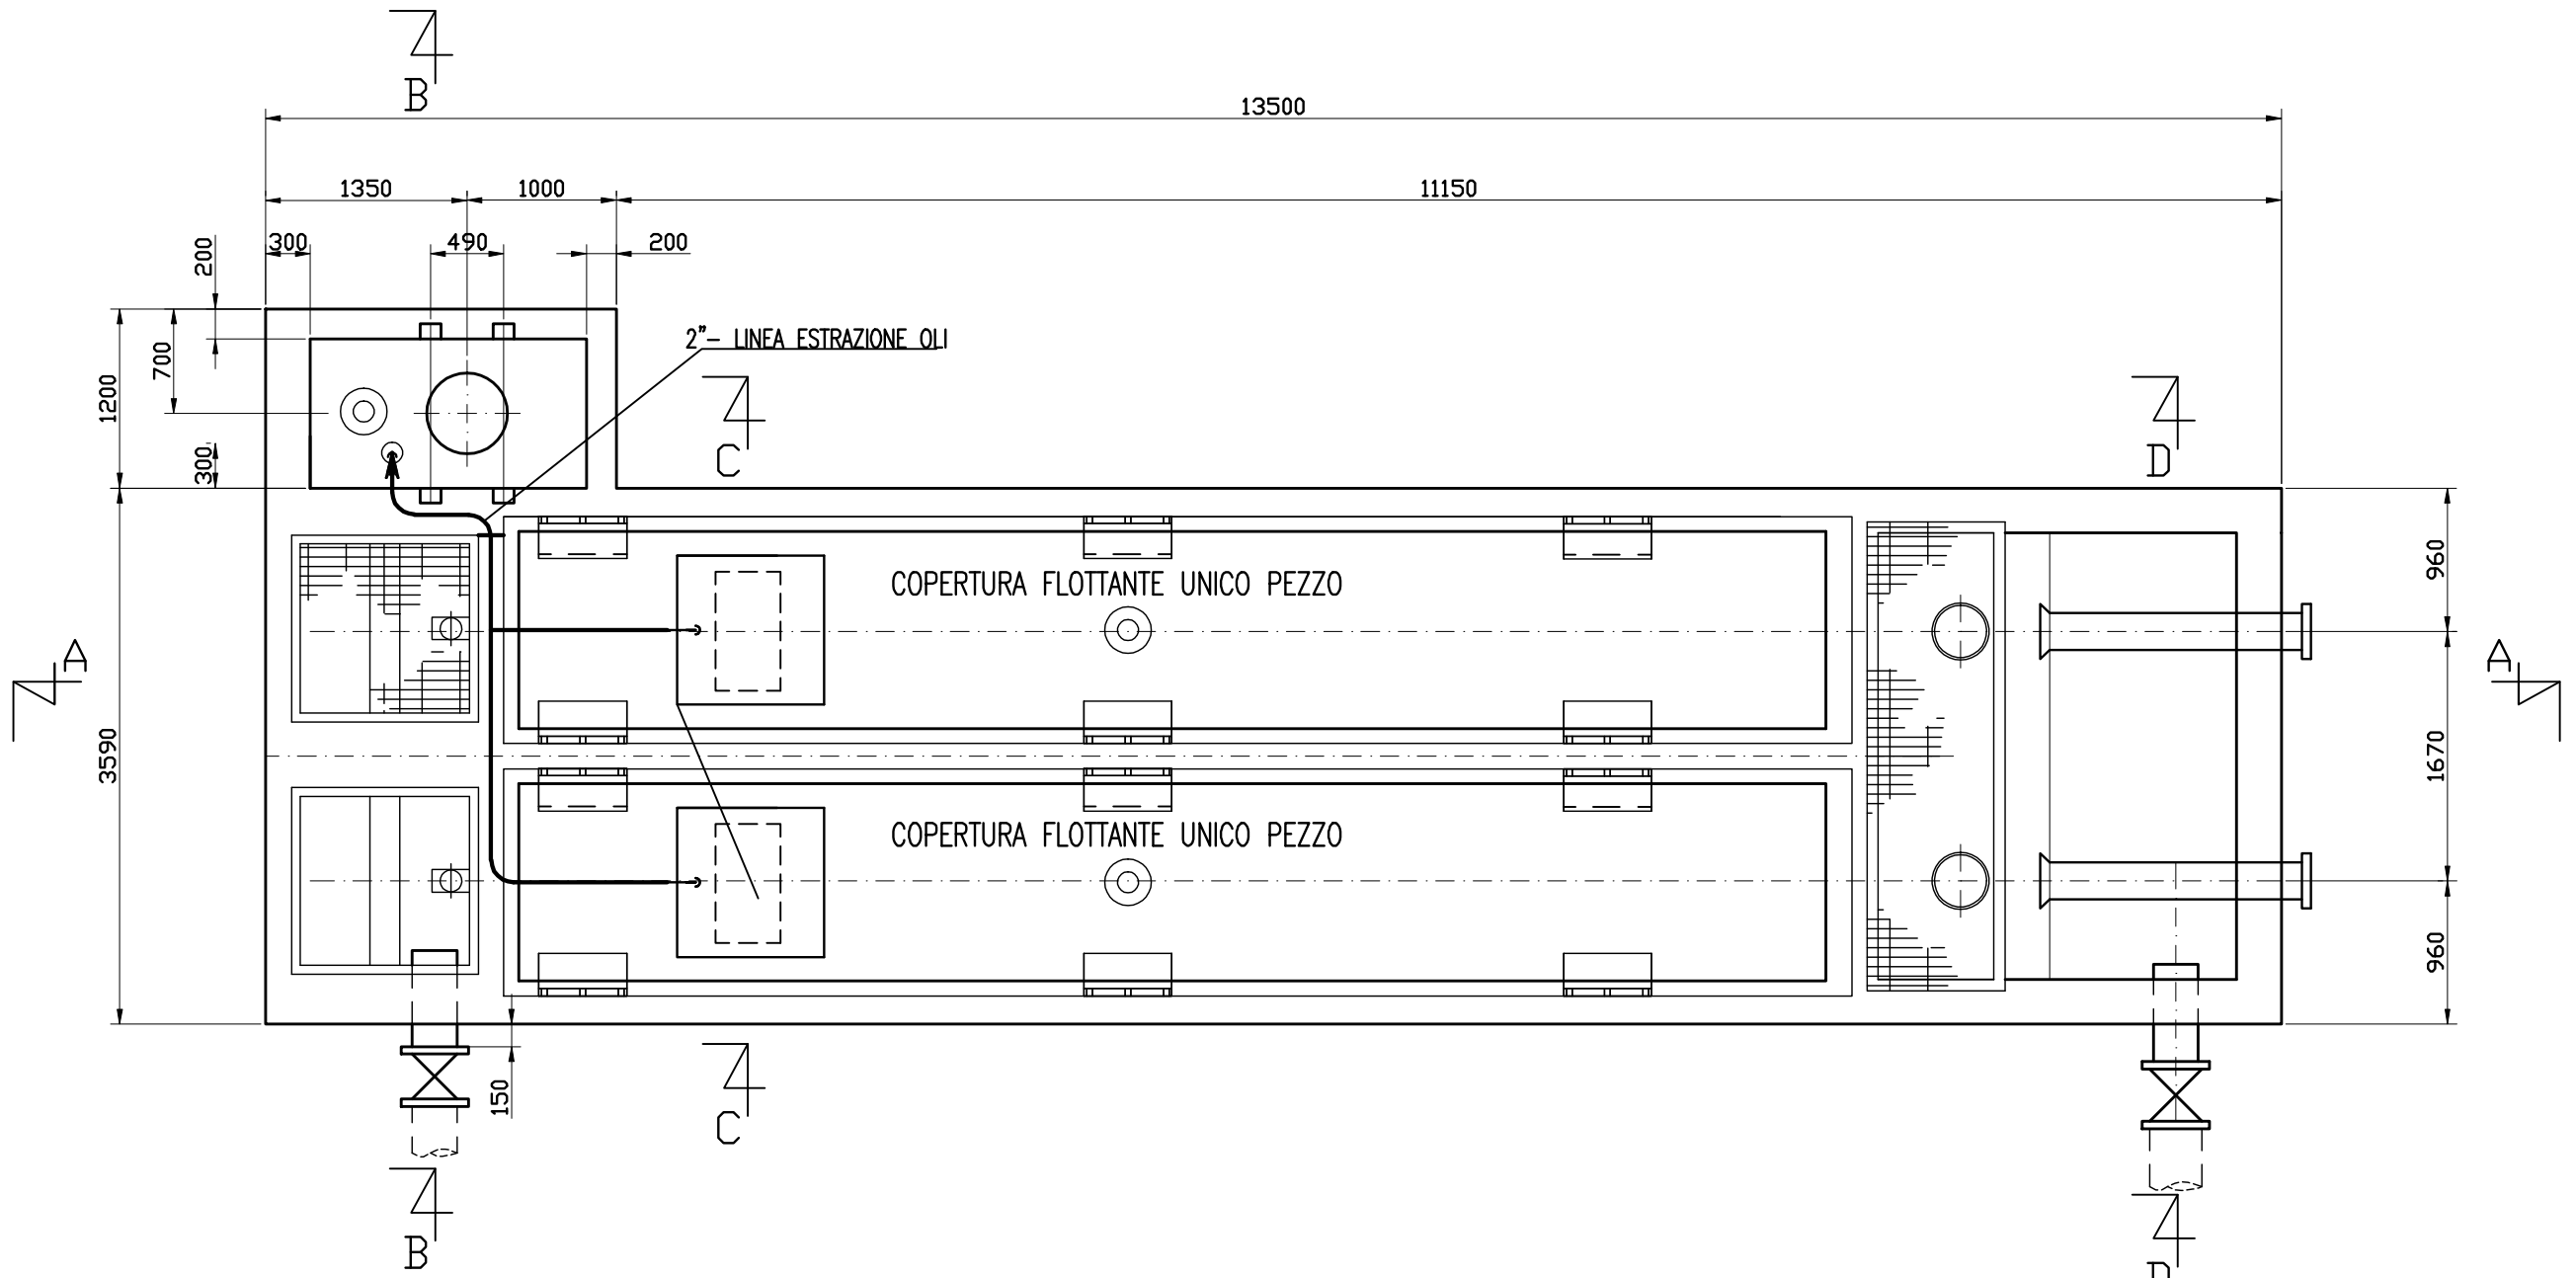 B
13500
1350 1000 11150
300 490 200
200
2"- LINEA ESTRAZIONE OLI
700
1200
300
C
D
COPERTURA FLOTTANTE UNICO PEZZO
960
A
A
3590
1670
COPERTURA FLOTTANTE UNICO PEZZO
960
150
C
B
D